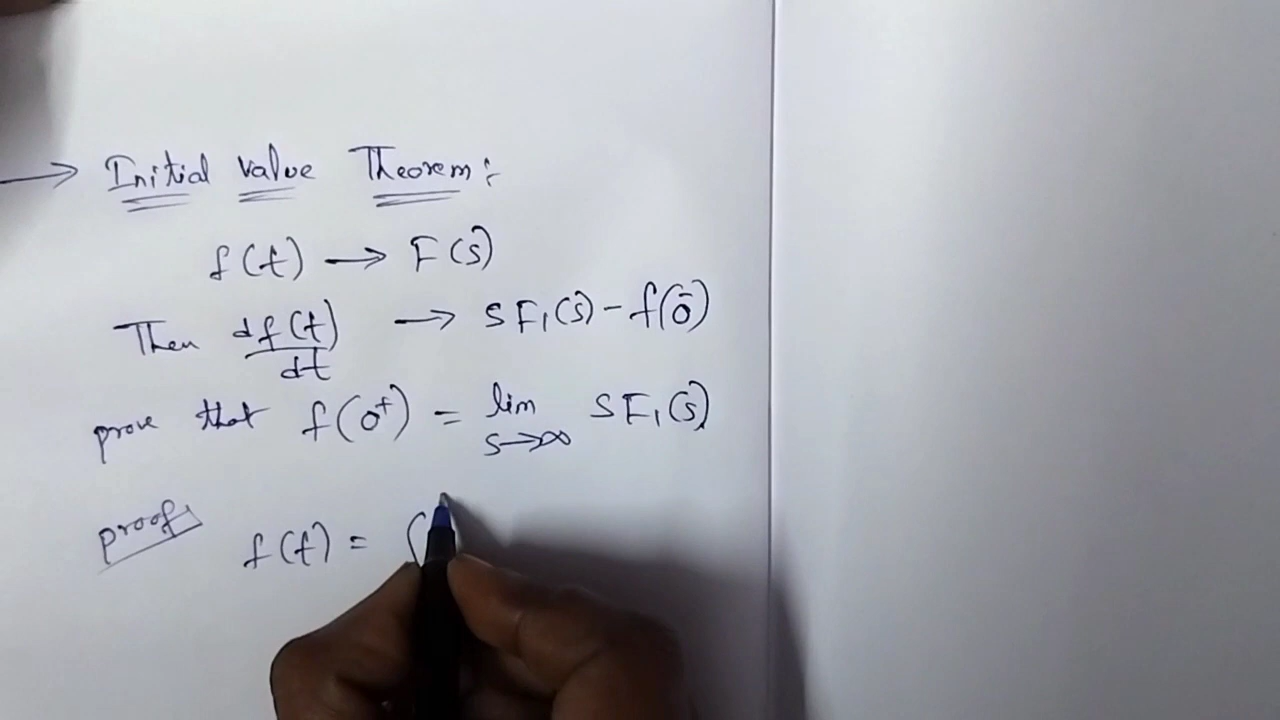 → Initial value Theorem:
f(t) → F(s)
Then df(t)/dt → SF₁(s) - f(0⁻)
prove that f(0⁺) = lim s→∞ SF₁(s)
proof f(t) = (